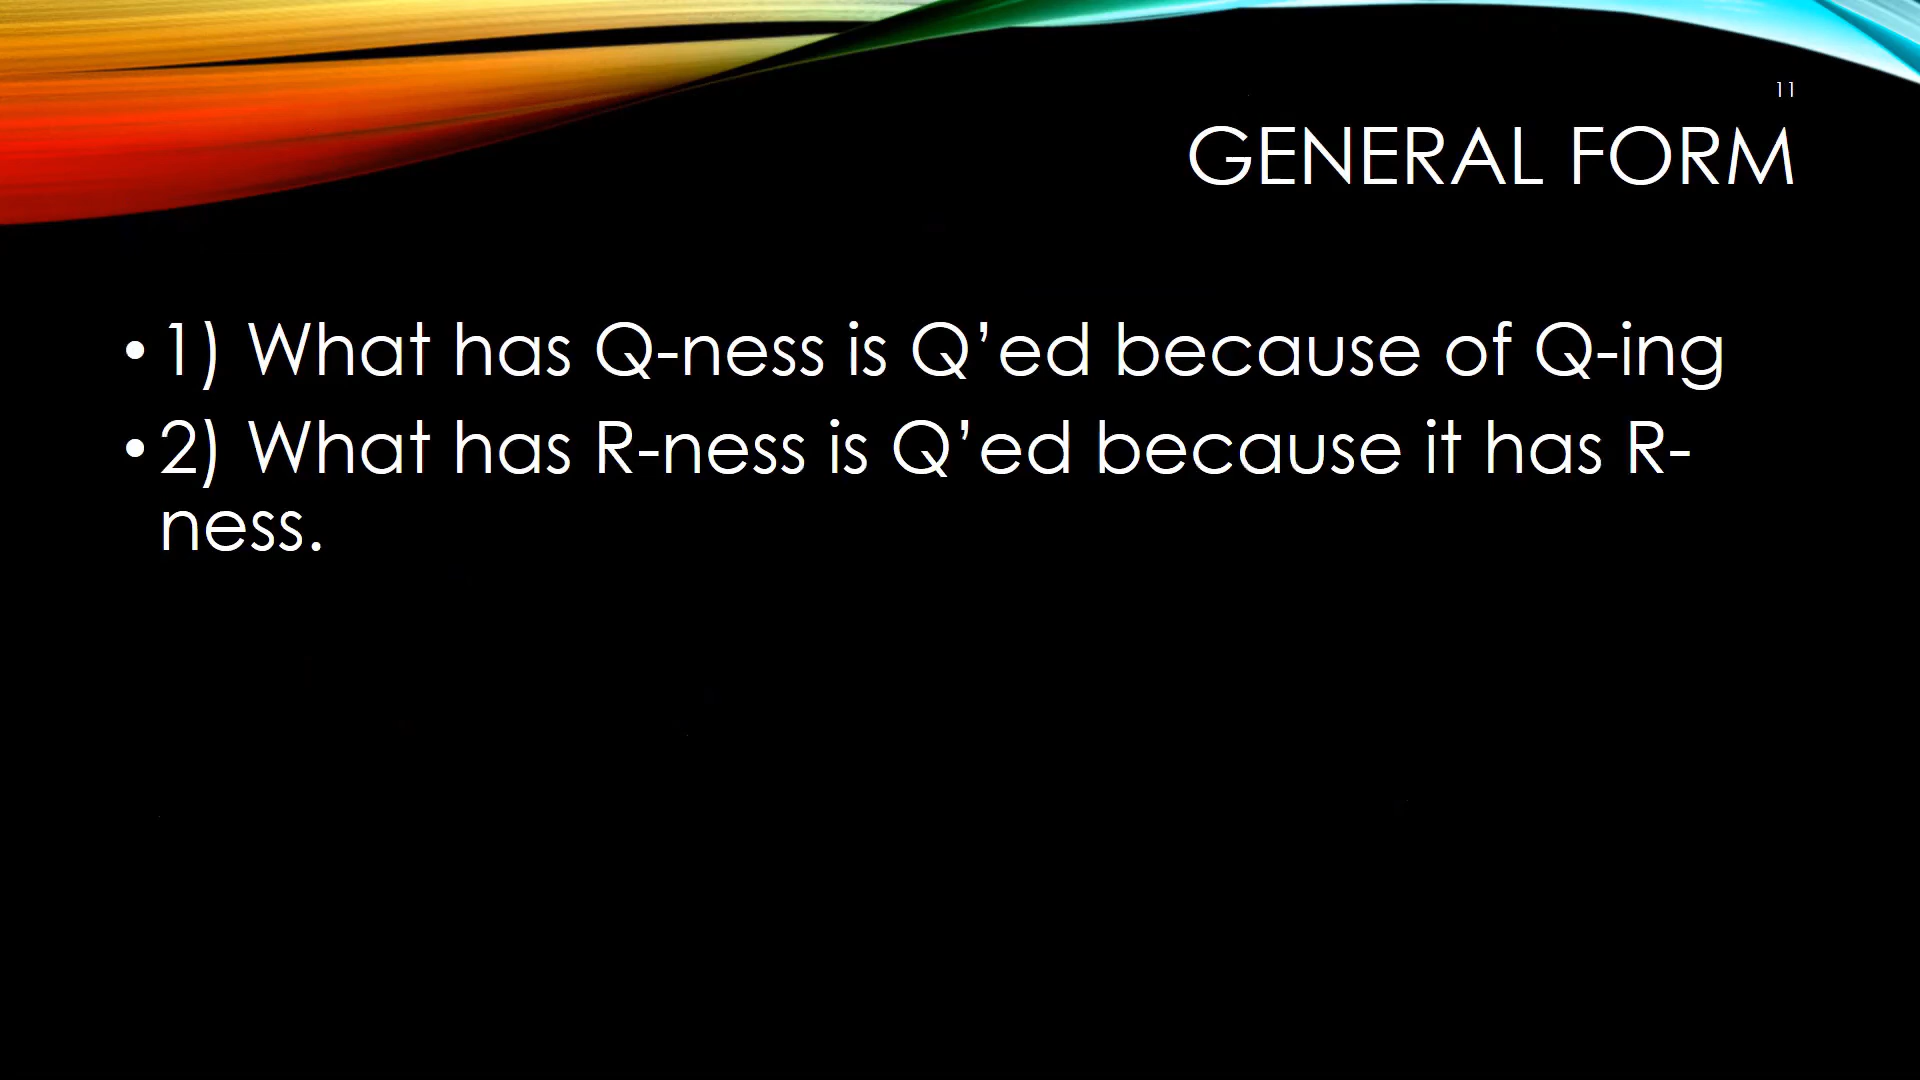 11
GENERAL FORM
• 1) What has Q-ness is Q’ed because of Q-ing
• 2) What has R-ness is Q’ed because it has R-
ness.